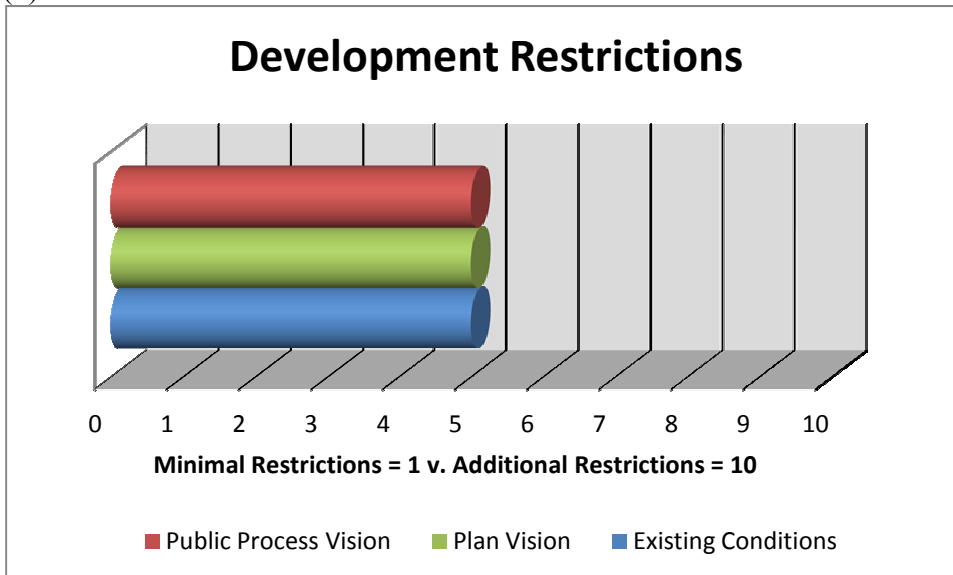 Development Restrictions
0 1 2 3 4 5 6 7 8 9 10
Minimal Restrictions = 1 v. Additional Restrictions = 10
Public Process Vision Plan Vision Existing Conditions